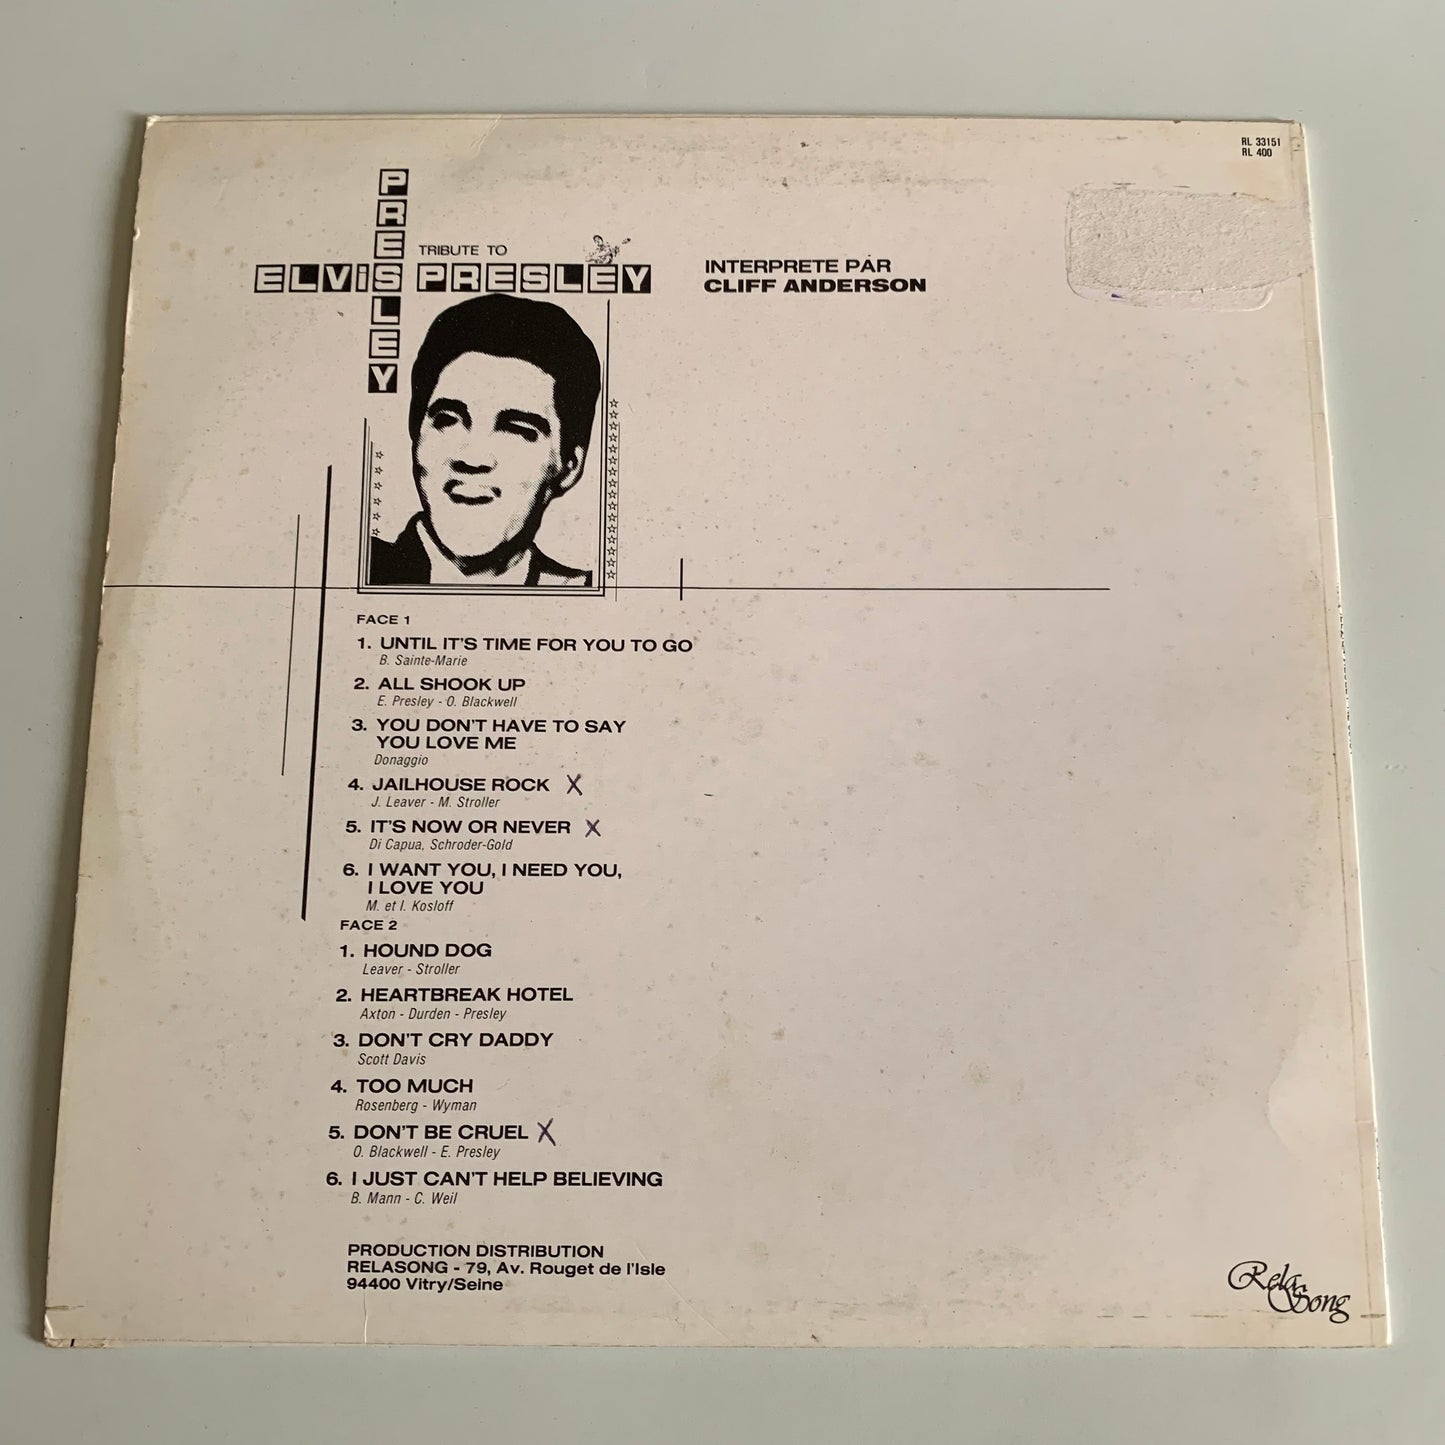 RL 33151
RL 400
PRESLEY
TRIBUTE TO
ELVIS PRESLEY
INTERPRETE PAR
CLIFF ANDERSON
FACE 1
1. UNTIL IT'S TIME FOR YOU TO GO
B. Sainte-Marie
2. ALL SHOOK UP
E. Presley - O. Blackwell
3. YOU DON'T HAVE TO SAY
YOU LOVE ME
Donaggio
4. JAILHOUSE ROCK X
J. Leaver - M. Stroller
5. IT'S NOW OR NEVER X
Di Capua, Schroder-Gold
6. I WANT YOU, I NEED YOU,
I LOVE YOU
M. et I. Kosloff
FACE 2
1. HOUND DOG
Leaver - Stroller
2. HEARTBREAK HOTEL
Axton - Durden - Presley
3. DON'T CRY DADDY
Scott Davis
4. TOO MUCH
Rosenberg - Wyman
5. DON'T BE CRUEL X
O. Blackwell - E. Presley
6. I JUST CAN'T HELP BELIEVING
B. Mann - C. Weil
PRODUCTION DISTRIBUTION
RELASONG - 79, Av. Rouget de l'Isle
94400 Vitry/Seine
Rela
Song